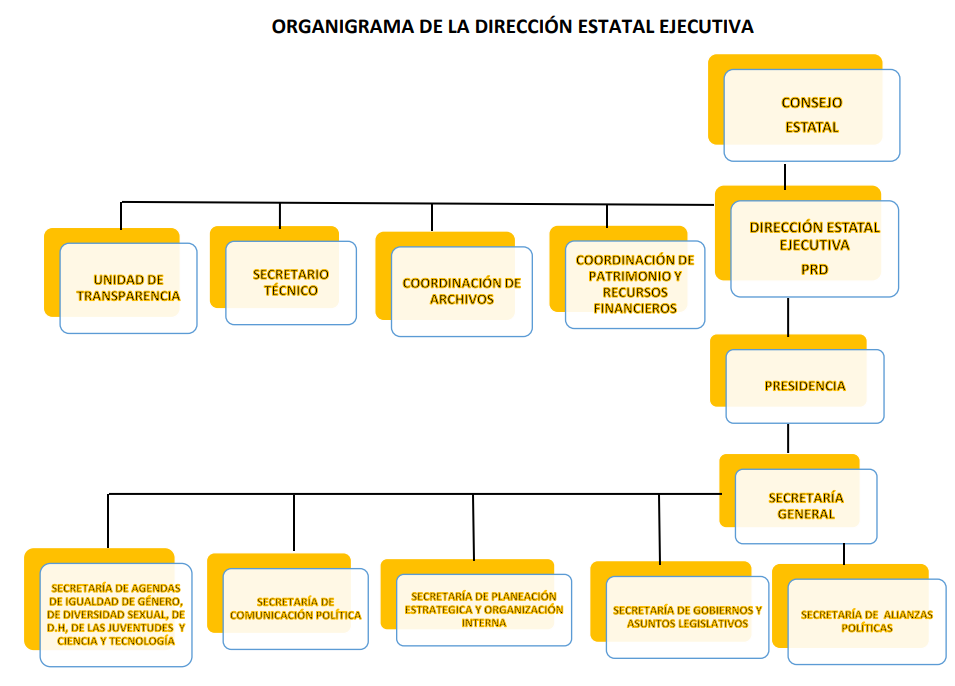 ORGANIGRAMA DE LA DIRECCIÓN ESTATAL EJECUTIVA
CONSEJO
ESTATAL
DIRECCIÓN ESTATAL
EJECUTIVA
PRD
UNIDAD DE
TRANSPARENCIA
SECRETARIO
TÉCNICO
COORDINACIÓN DE
ARCHIVOS
COORDINACIÓN DE
PATRIMONIO Y
RECURSOS
FINANCIEROS
PRESIDENCIA
SECRETARÍA
GENERAL
SECRETARÍA DE AGENDAS
DE IGUALDAD DE GÉNERO,
DE DIVERSIDAD SEXUAL, DE
D.H, DE LAS JUVENTUDES Y
CIENCIA Y TECNOLOGÍA
SECRETARÍA DE
COMUNICACIÓN POLÍTICA
SECRETARÍA DE PLANEACIÓN
ESTRATEGICA Y ORGANIZACIÓN
INTERNA
SECRETARÍA DE GOBIERNOS Y
ASUNTOS LEGISLATIVOS
SECRETARÍA DE ALIANZAS
POLÍTICAS